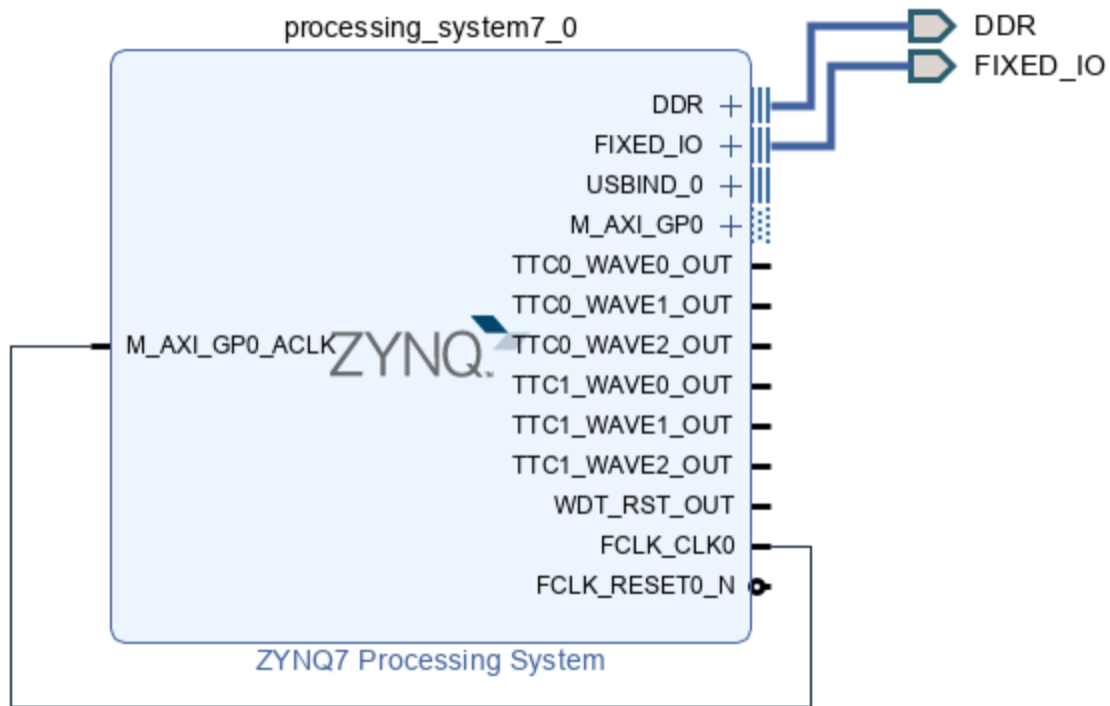 processing_system7_0
DDR
FIXED_IO
DDR
FIXED_IO
USBIND_0
M_AXI_GP0
TTC0_WAVE0_OUT
TTC0_WAVE1_OUT
M_AXI_GP0_ACLK ZYNQ TTC0_WAVE2_OUT
TTC1_WAVE0_OUT
TTC1_WAVE1_OUT
TTC1_WAVE2_OUT
WDT_RST_OUT
FCLK_CLK0
FCLK_RESET0_N
ZYNQ7 Processing System